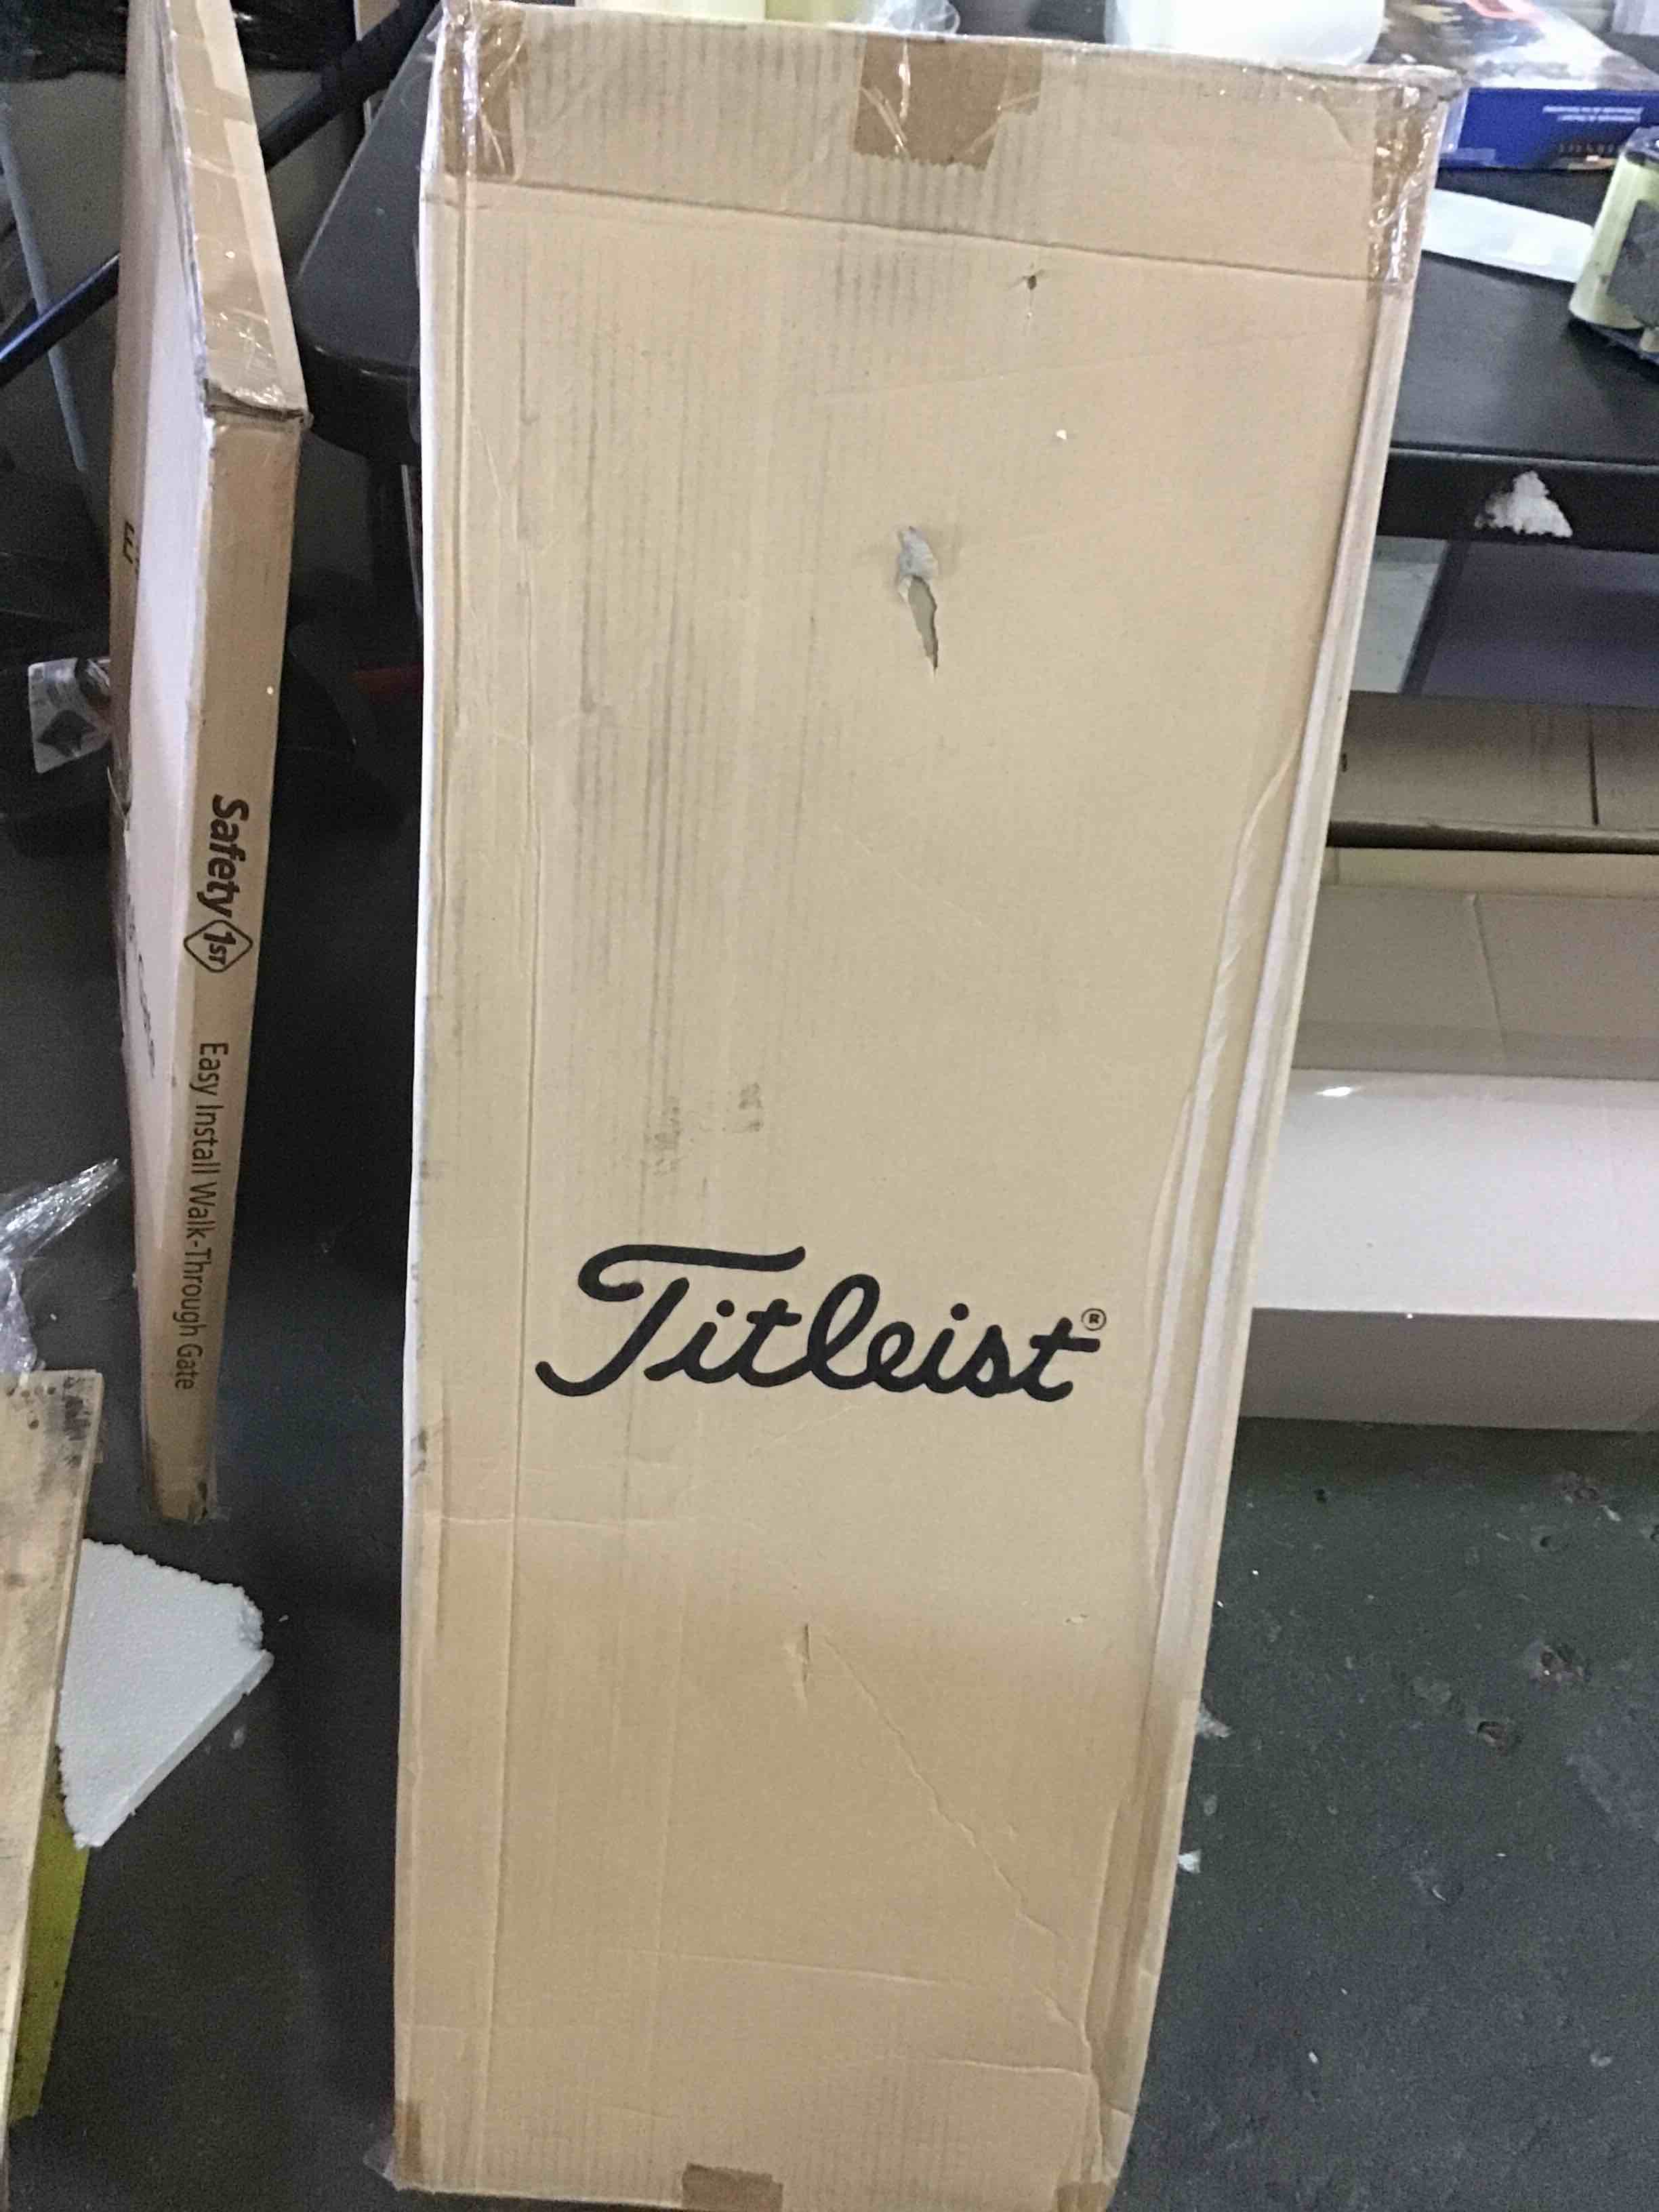 Safety 1ST
Easy Install Walk-Through Gate
Titleist®